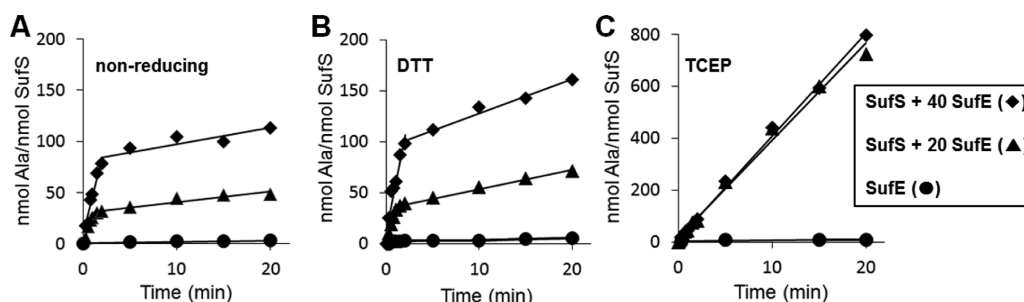 A
B
C
nmol Ala/nmol SufS
200
150
100
50
0
non-reducing
0
10
20
Time (min)
nmol Ala/nmol SufS
200
150
100
50
0
DTT
0
10
20
Time (min)
nmol Ala/nmol SufS
800
600
400
200
0
TCEP
0
10
20
Time (min)
SufS + 40 SufE (◆)
SufS + 20 SufE (▲)
SufE (●)